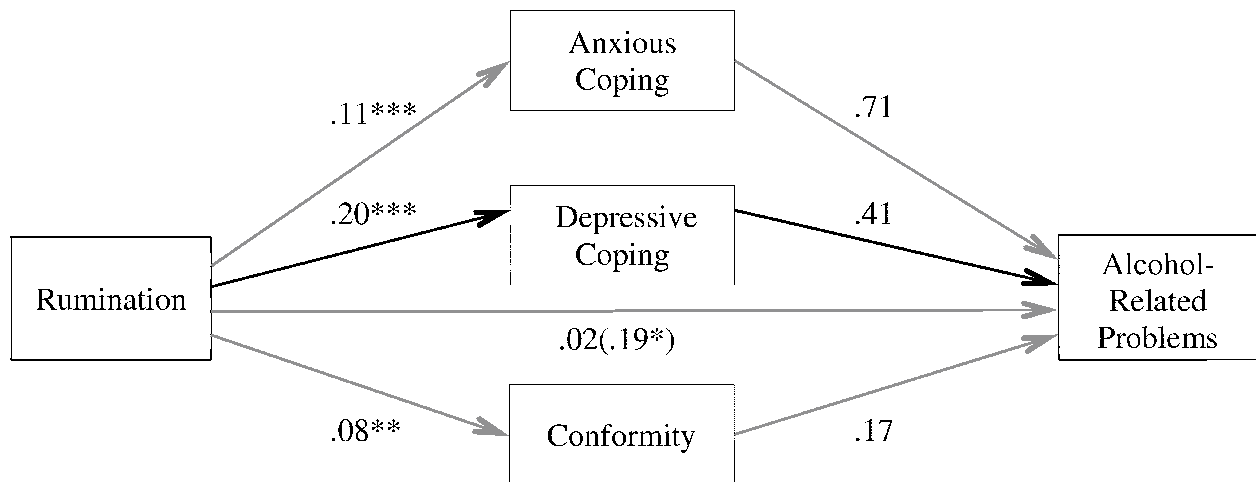 Anxious
Coping
.11***
.71
.20***
Depressive
Coping
.41
Rumination
Alcohol-
Related
Problems
.02(.19*)
.08**
Conformity
.17